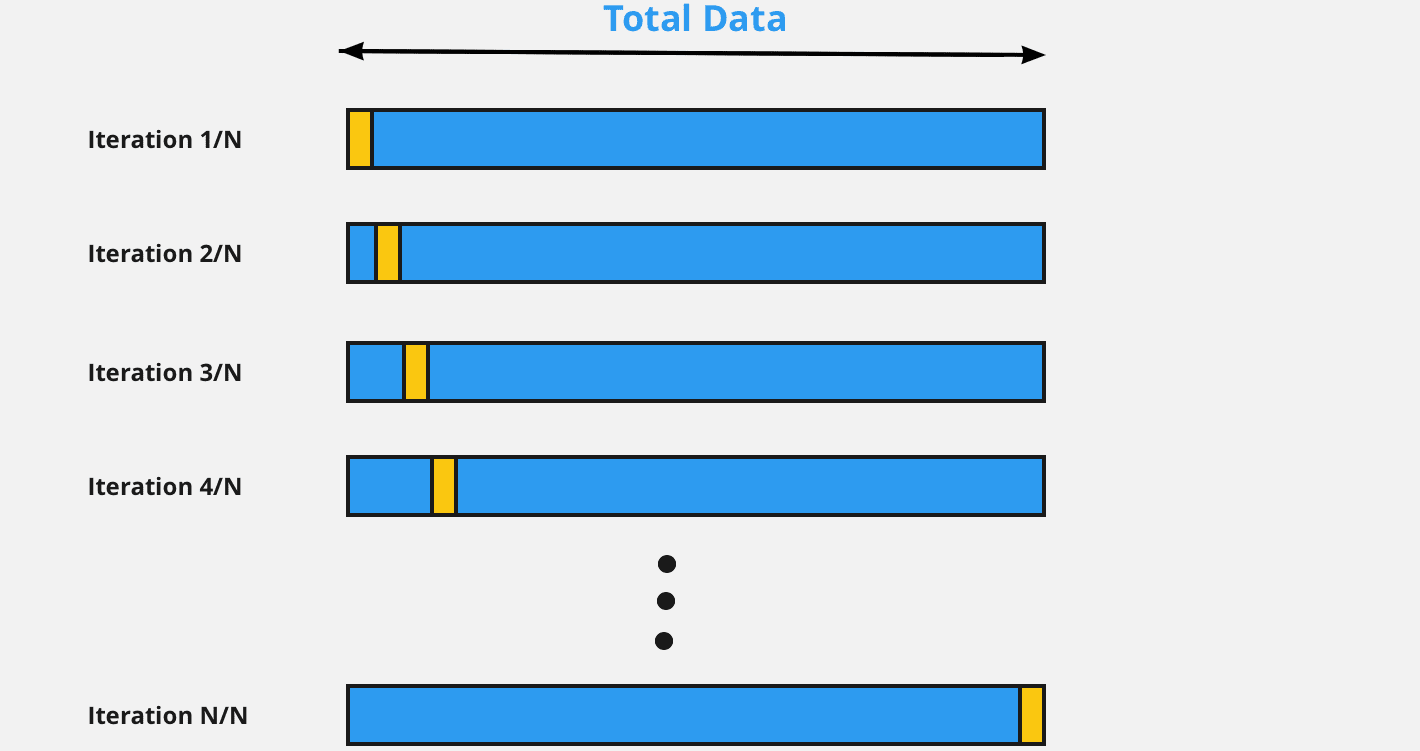 Total Data
Iteration 1/N
Iteration 2/N
Iteration 3/N
Iteration 4/N
Iteration N/N